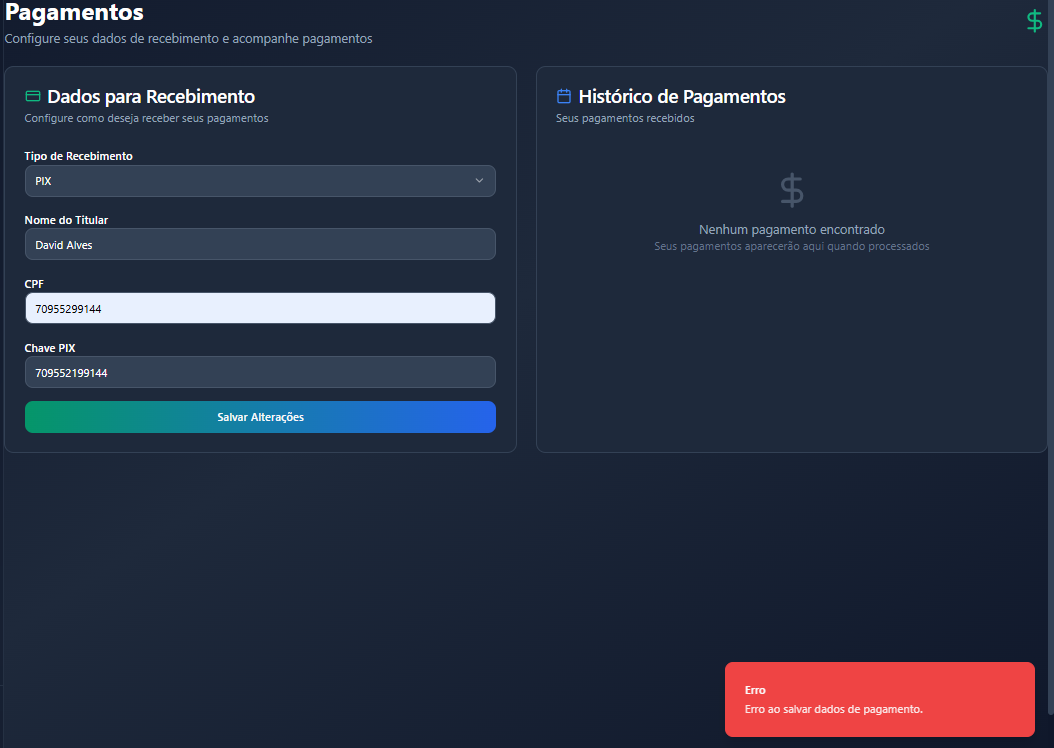 Pagamentos
Configure seus dados de recebimento e acompanhe pagamentos
Dados para Recebimento
Configure como deseja receber seus pagamentos
Tipo de Recebimento
PIX
Nome do Titular
David Alves
CPF
70955299144
Chave PIX
709552199144
Salvar Alterações
Histórico de Pagamentos
Seus pagamentos recebidos
Nenhum pagamento encontrado
Seus pagamentos aparecerão aqui quando processados
Erro
Erro ao salvar dados de pagamento.